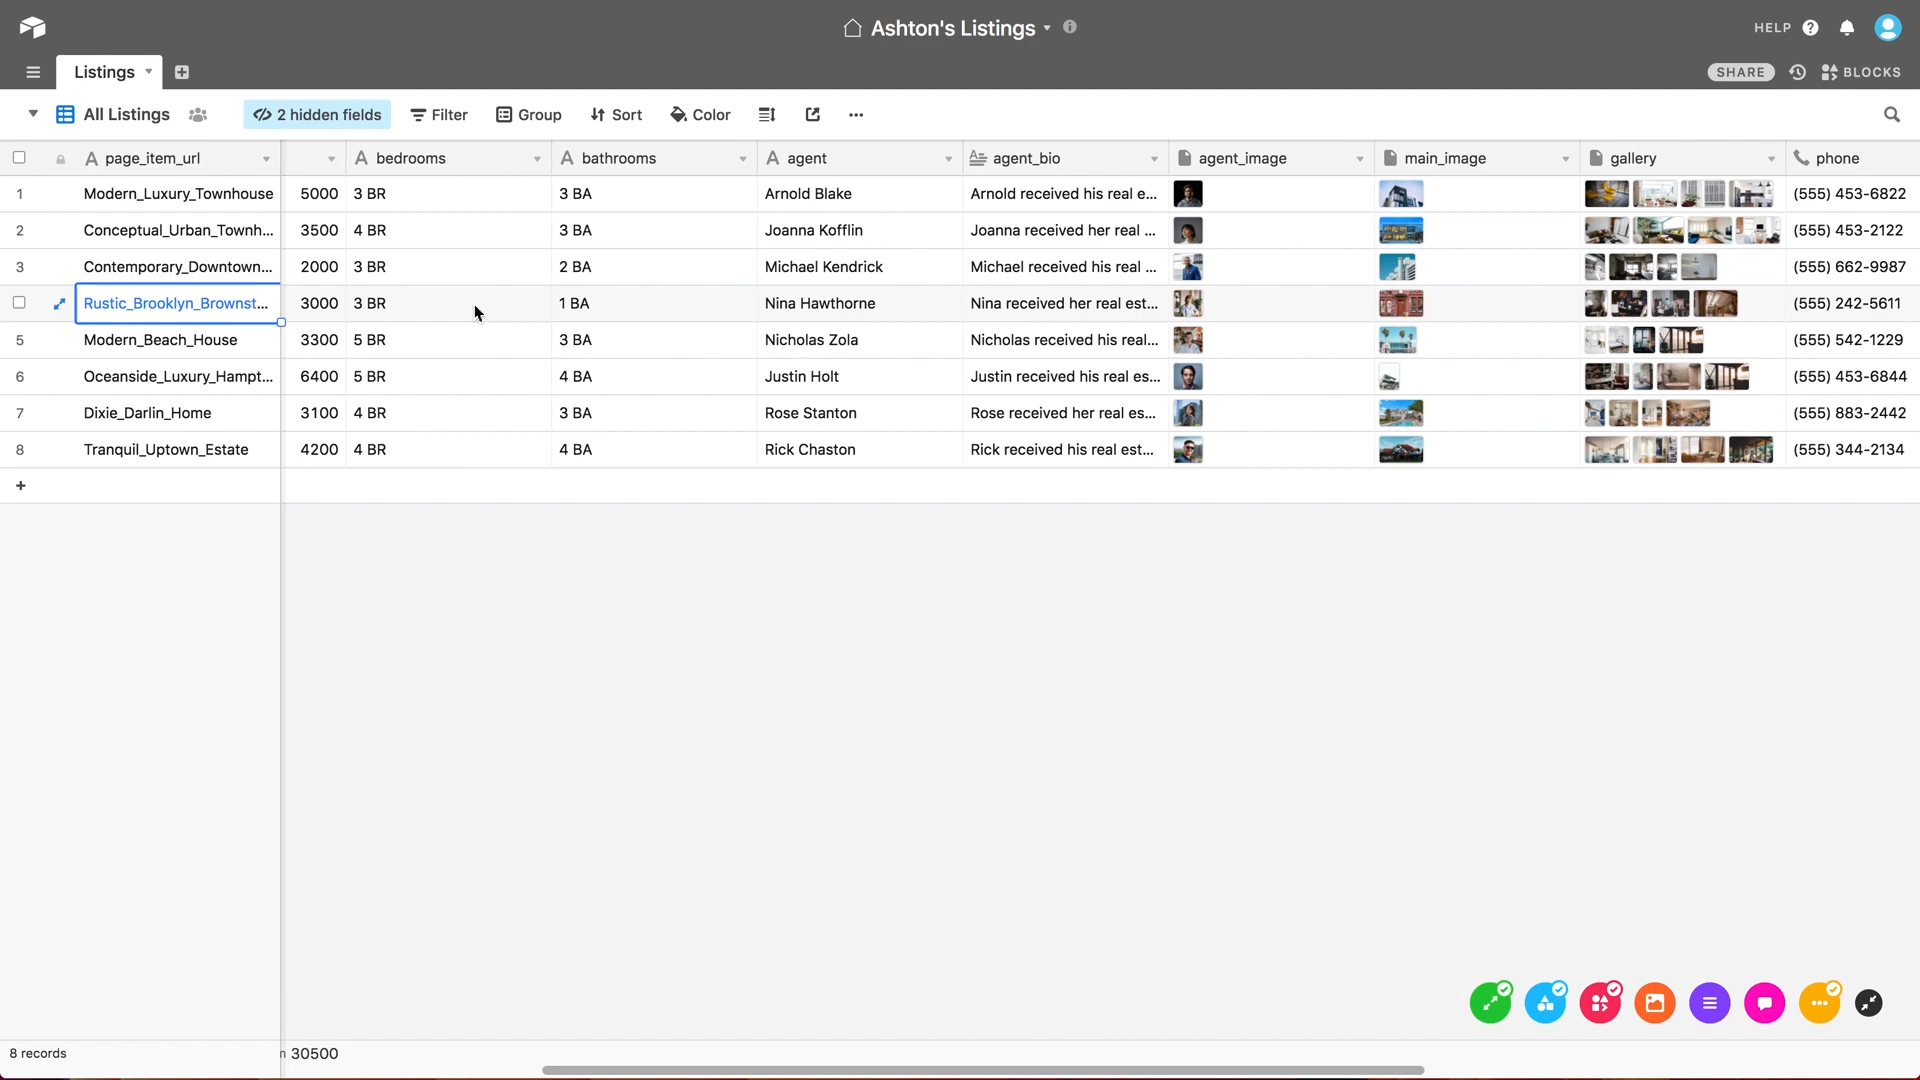 Ashton's Listings
HELP
Listings
SHARE
BLOCKS
All Listings
2 hidden fields
Filter
Group
Sort
Color
page_item_url bedrooms bathrooms agent agent_bio agent_image main_image gallery phone
1 Modern_Luxury_Townhouse 5000 3 BR 3 BA Arnold Blake Arnold received his real e... (555) 453-6822
2 Conceptual_Urban_Townh... 3500 4 BR 3 BA Joanna Kofflin Joanna received her real ... (555) 453-2122
3 Contemporary_Downtown... 2000 3 BR 2 BA Michael Kendrick Michael received his real ... (555) 662-9987
Rustic_Brooklyn_Brownst... 3000 3 BR 1 BA Nina Hawthorne Nina received her real est... (555) 242-5611
5 Modern_Beach_House 3300 5 BR 3 BA Nicholas Zola Nicholas received his real... (555) 542-1229
6 Oceanside_Luxury_Hampt... 6400 5 BR 4 BA Justin Holt Justin received his real es... (555) 453-6844
7 Dixie_Darlin_Home 3100 4 BR 3 BA Rose Stanton Rose received her real es... (555) 883-2442
8 Tranquil_Uptown_Estate 4200 4 BR 4 BA Rick Chaston Rick received his real est... (555) 344-2134
+
8 records 30500